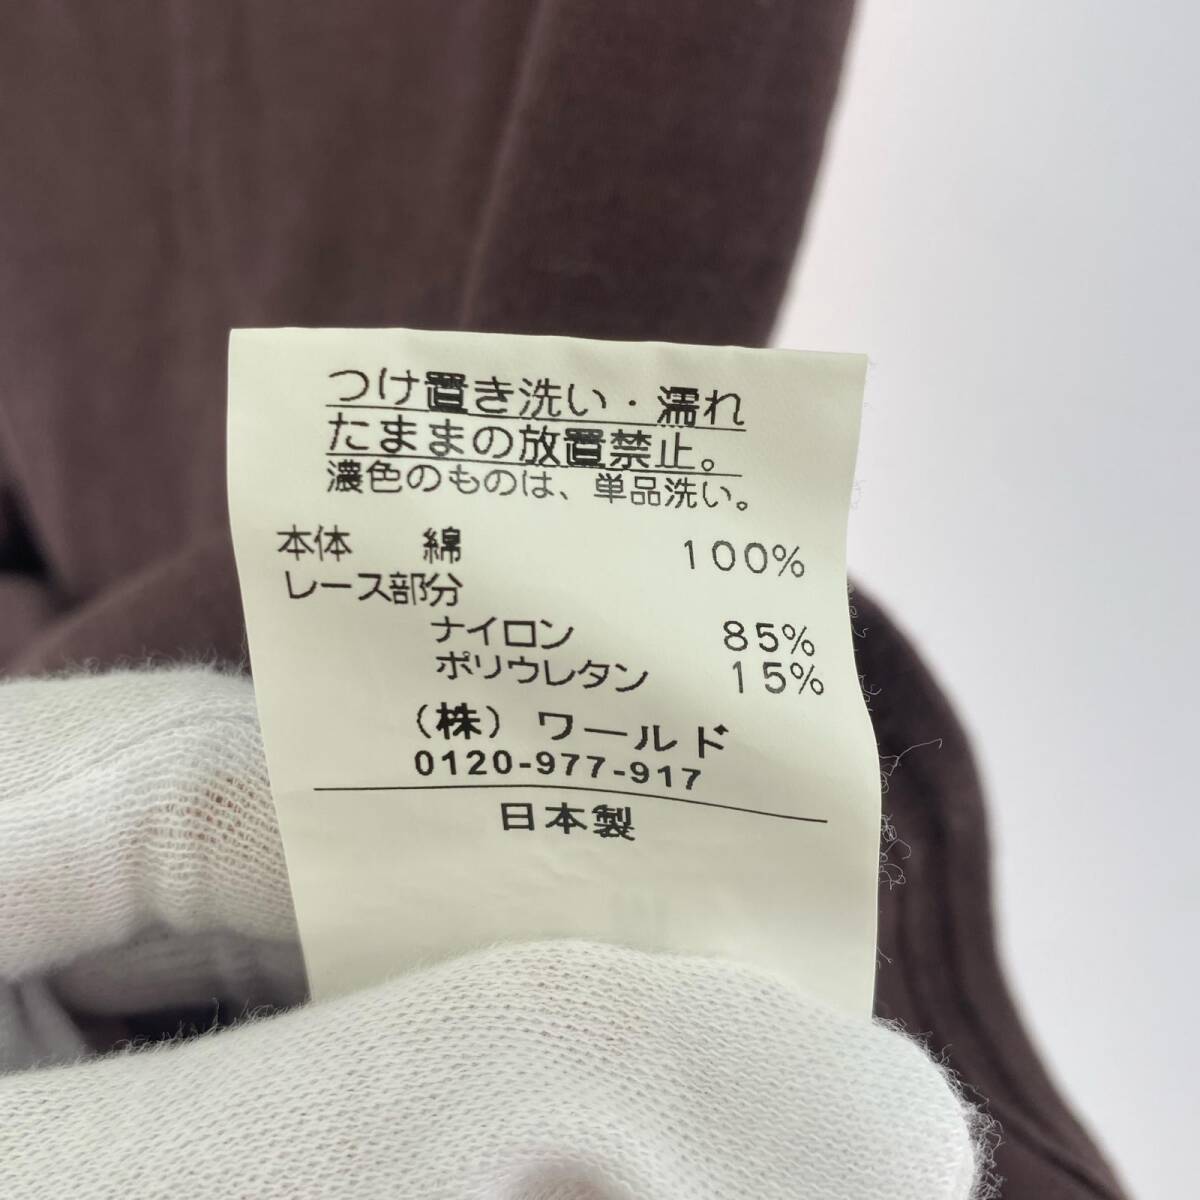 つけ置き洗い・濡れ
たままの放置禁止。
濃色のものは、単品洗い。
本体　綿　100%
レース部分
ナイロン　85%
ポリウレタン　15%
（株）ワールド
0120-977-917
日本製